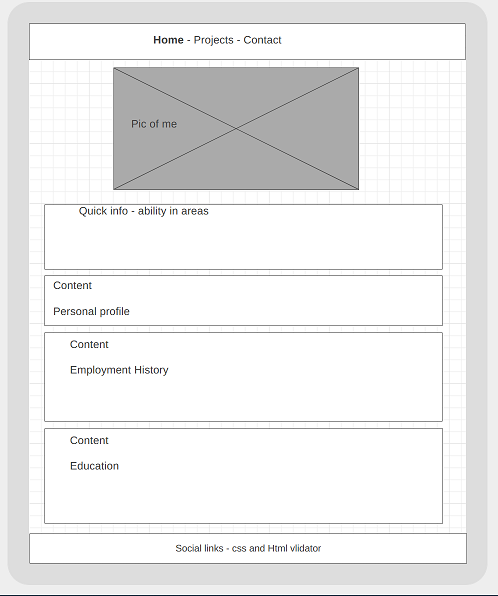 Home - Projects - Contact
Pic of me
Quick info - ability in areas
Content
Personal profile
Content
Employment History
Content
Education
Social links - css and Html vlidator